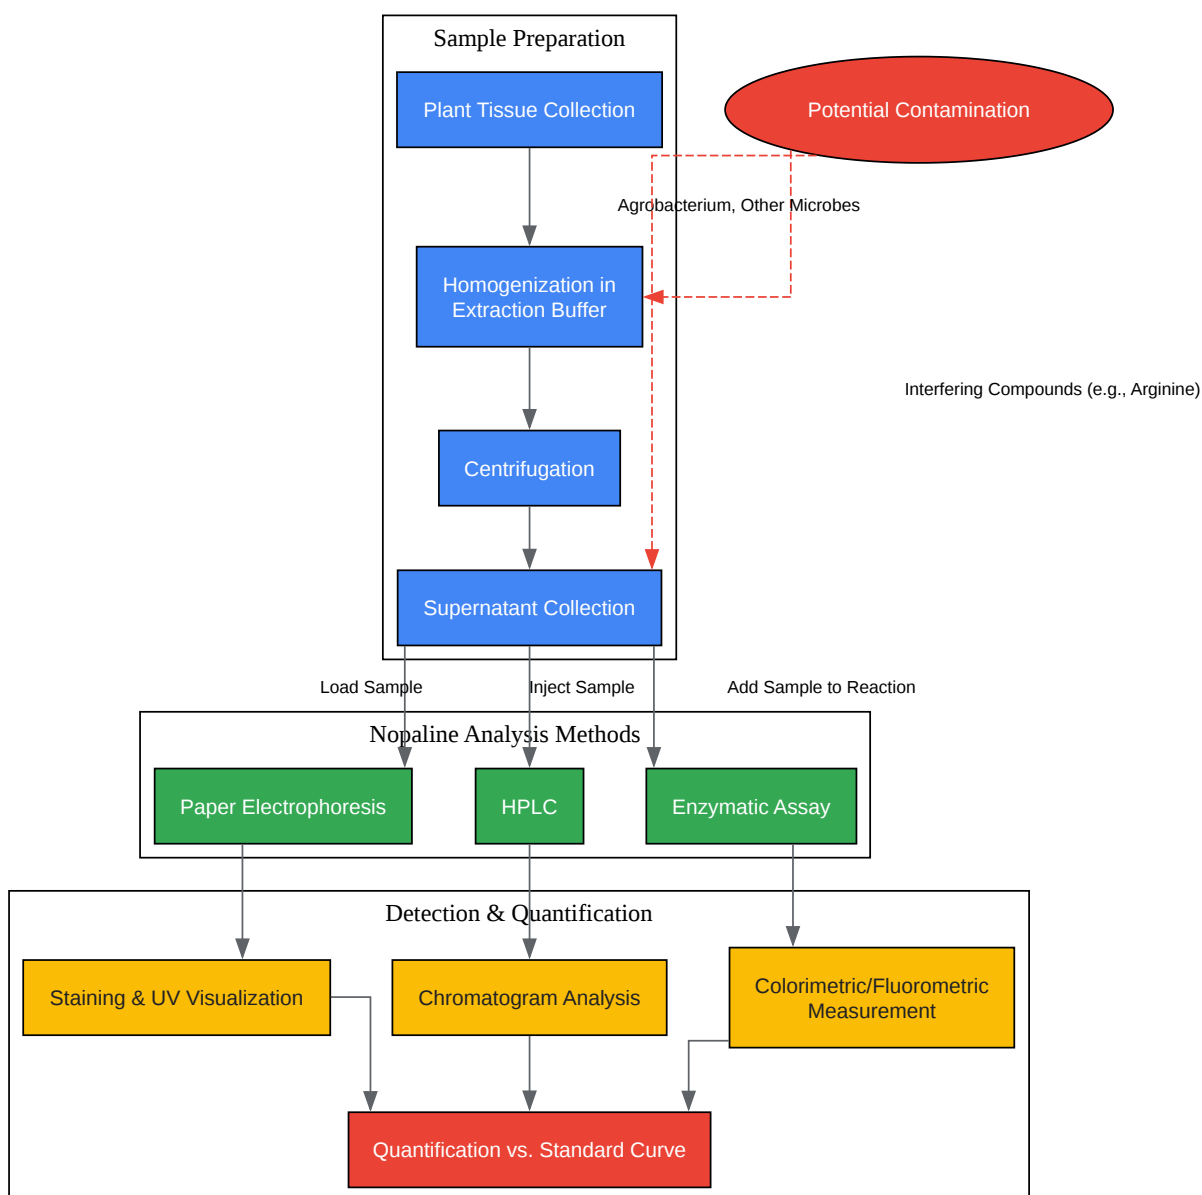 Sample Preparation
Plant Tissue Collection
Potential Contamination
Agrobacterium, Other Microbes
Homogenization in
Extraction Buffer
Interfering Compounds (e.g., Arginine)
Centrifugation
Supernatant Collection
Load Sample
Inject Sample
Add Sample to Reaction
Nopaline Analysis Methods
Paper Electrophoresis
HPLC
Enzymatic Assay
Detection & Quantification
Staining & UV Visualization
Chromatogram Analysis
Colorimetric/Fluorometric
Measurement
Quantification vs. Standard Curve